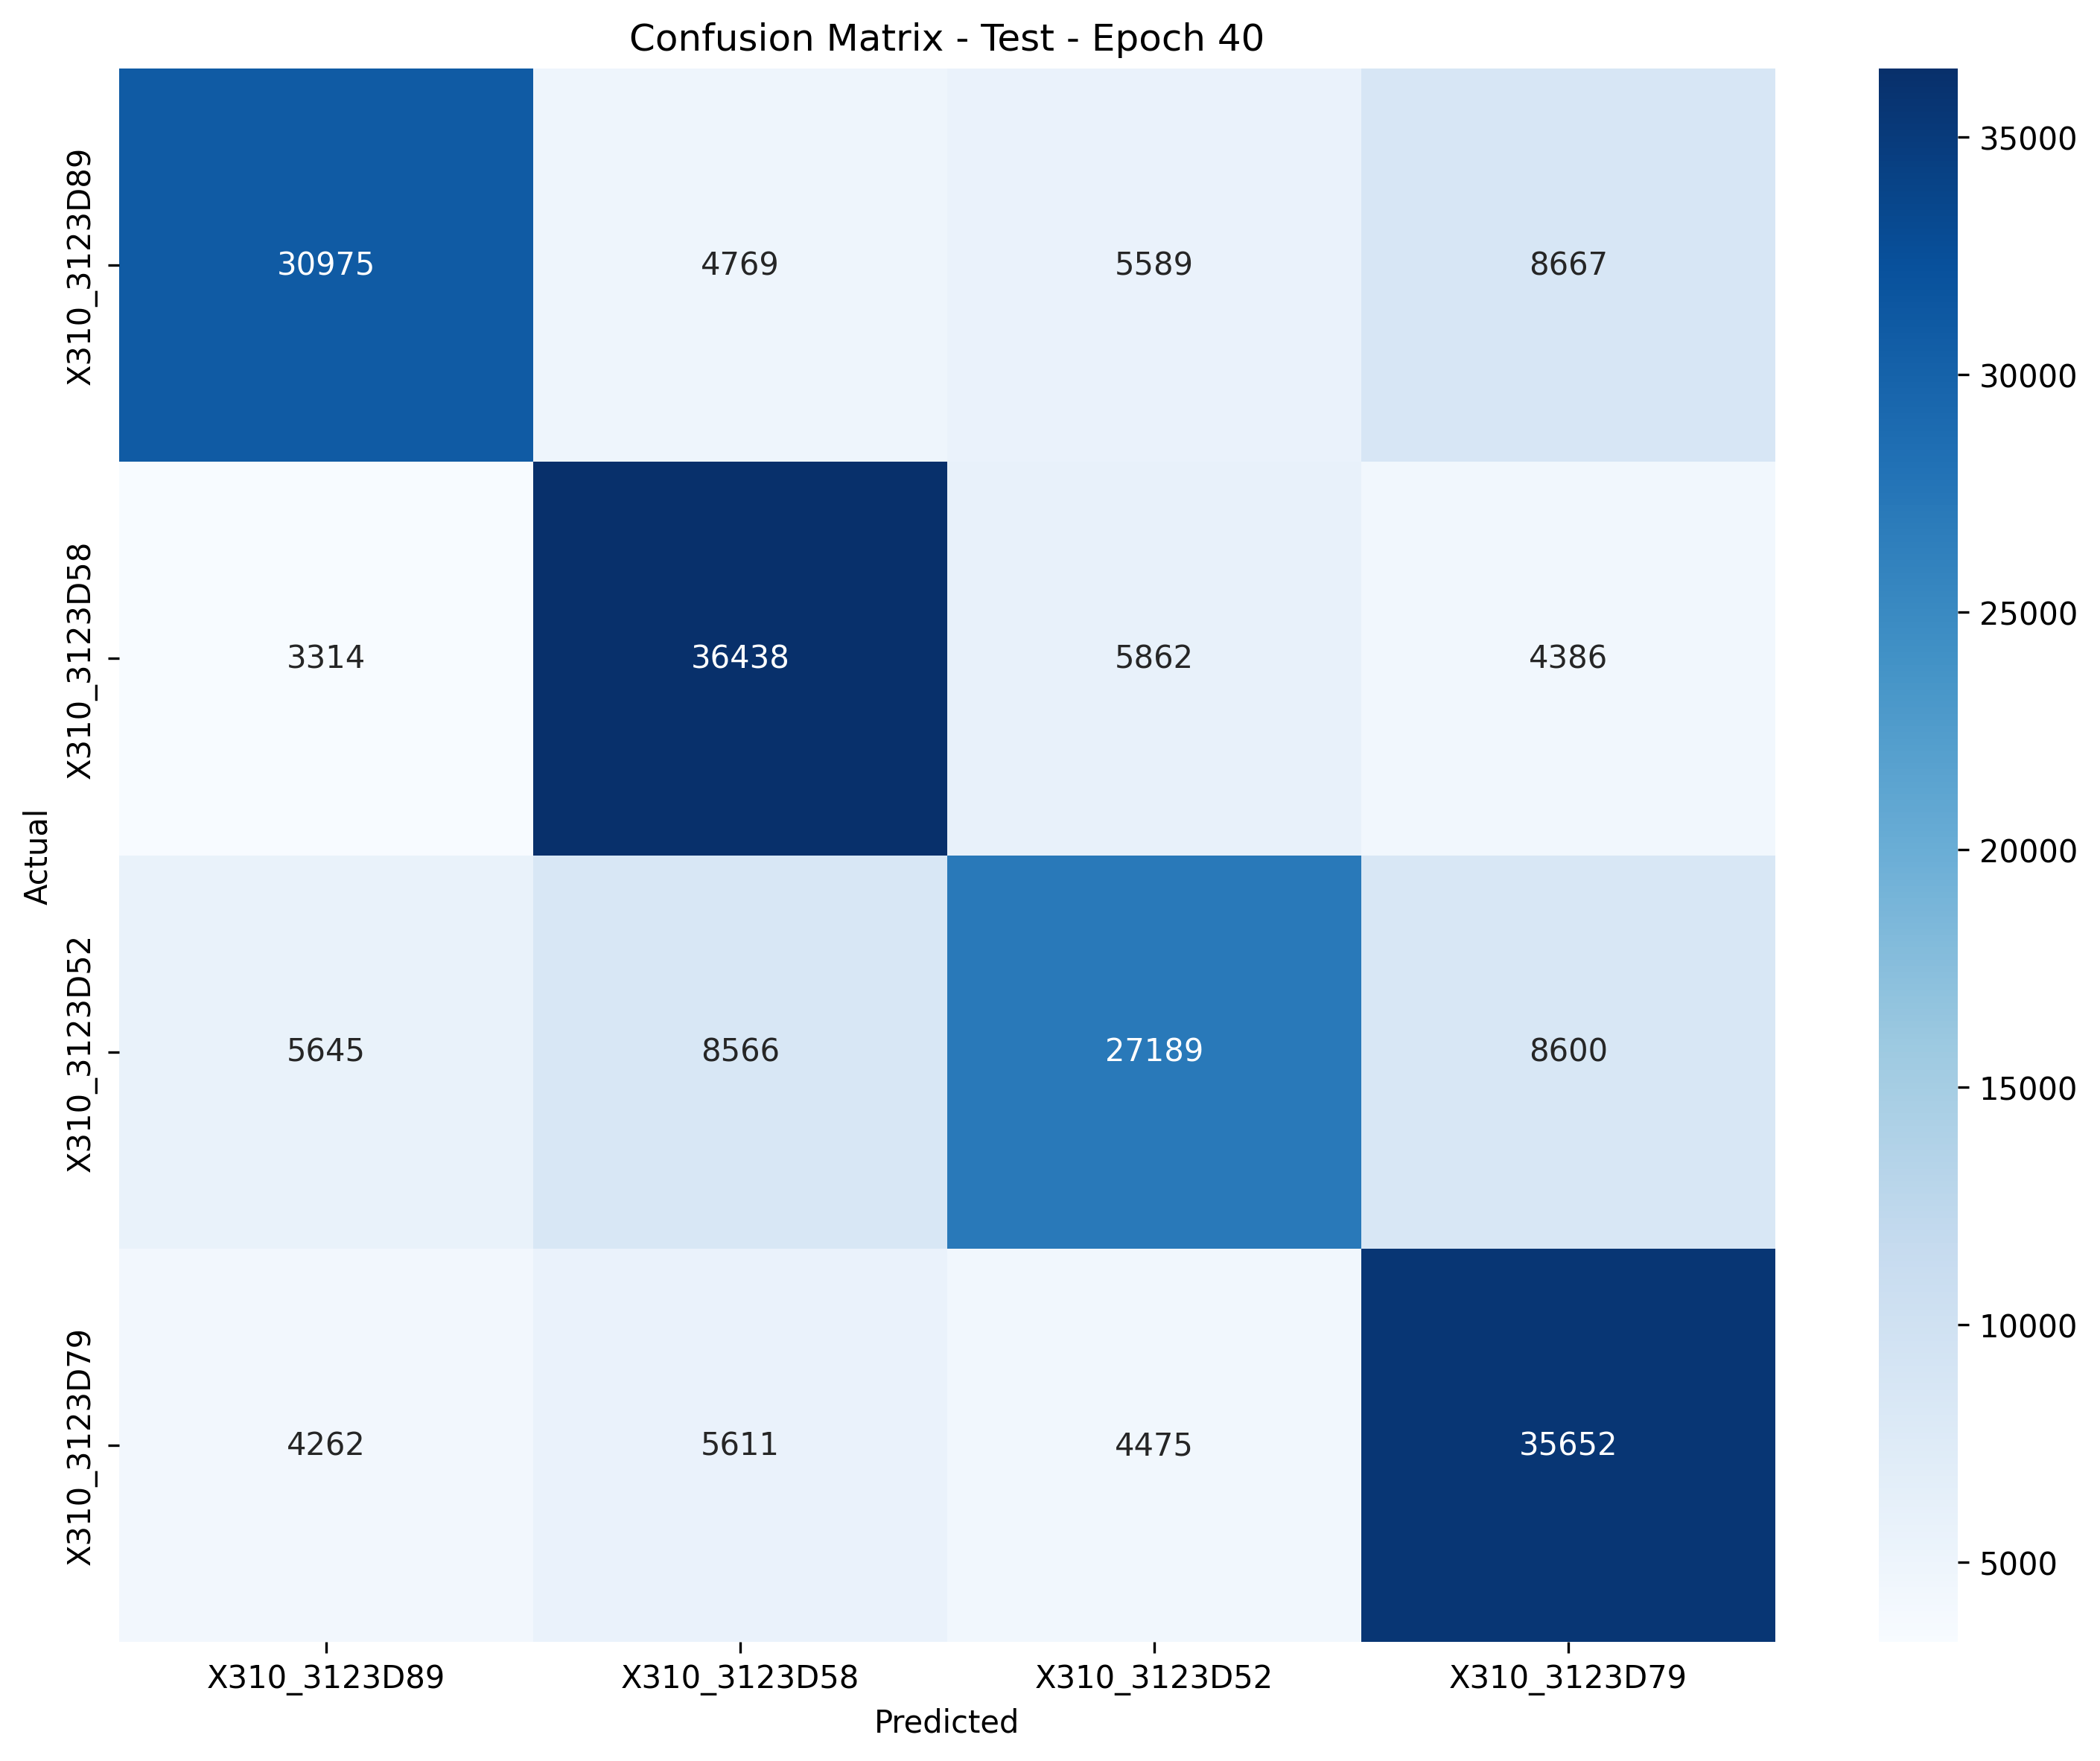 Confusion Matrix - Test - Epoch 40
Actual
X310_3123D89
30975 4769 5589 8667
X310_3123D58
3314 36438 5862 4386
X310_3123D52
5645 8566 27189 8600
X310_3123D79
4262 5611 4475 35652
X310_3123D89 X310_3123D58 X310_3123D52 X310_3123D79
Predicted
35000
30000
25000
20000
15000
10000
5000